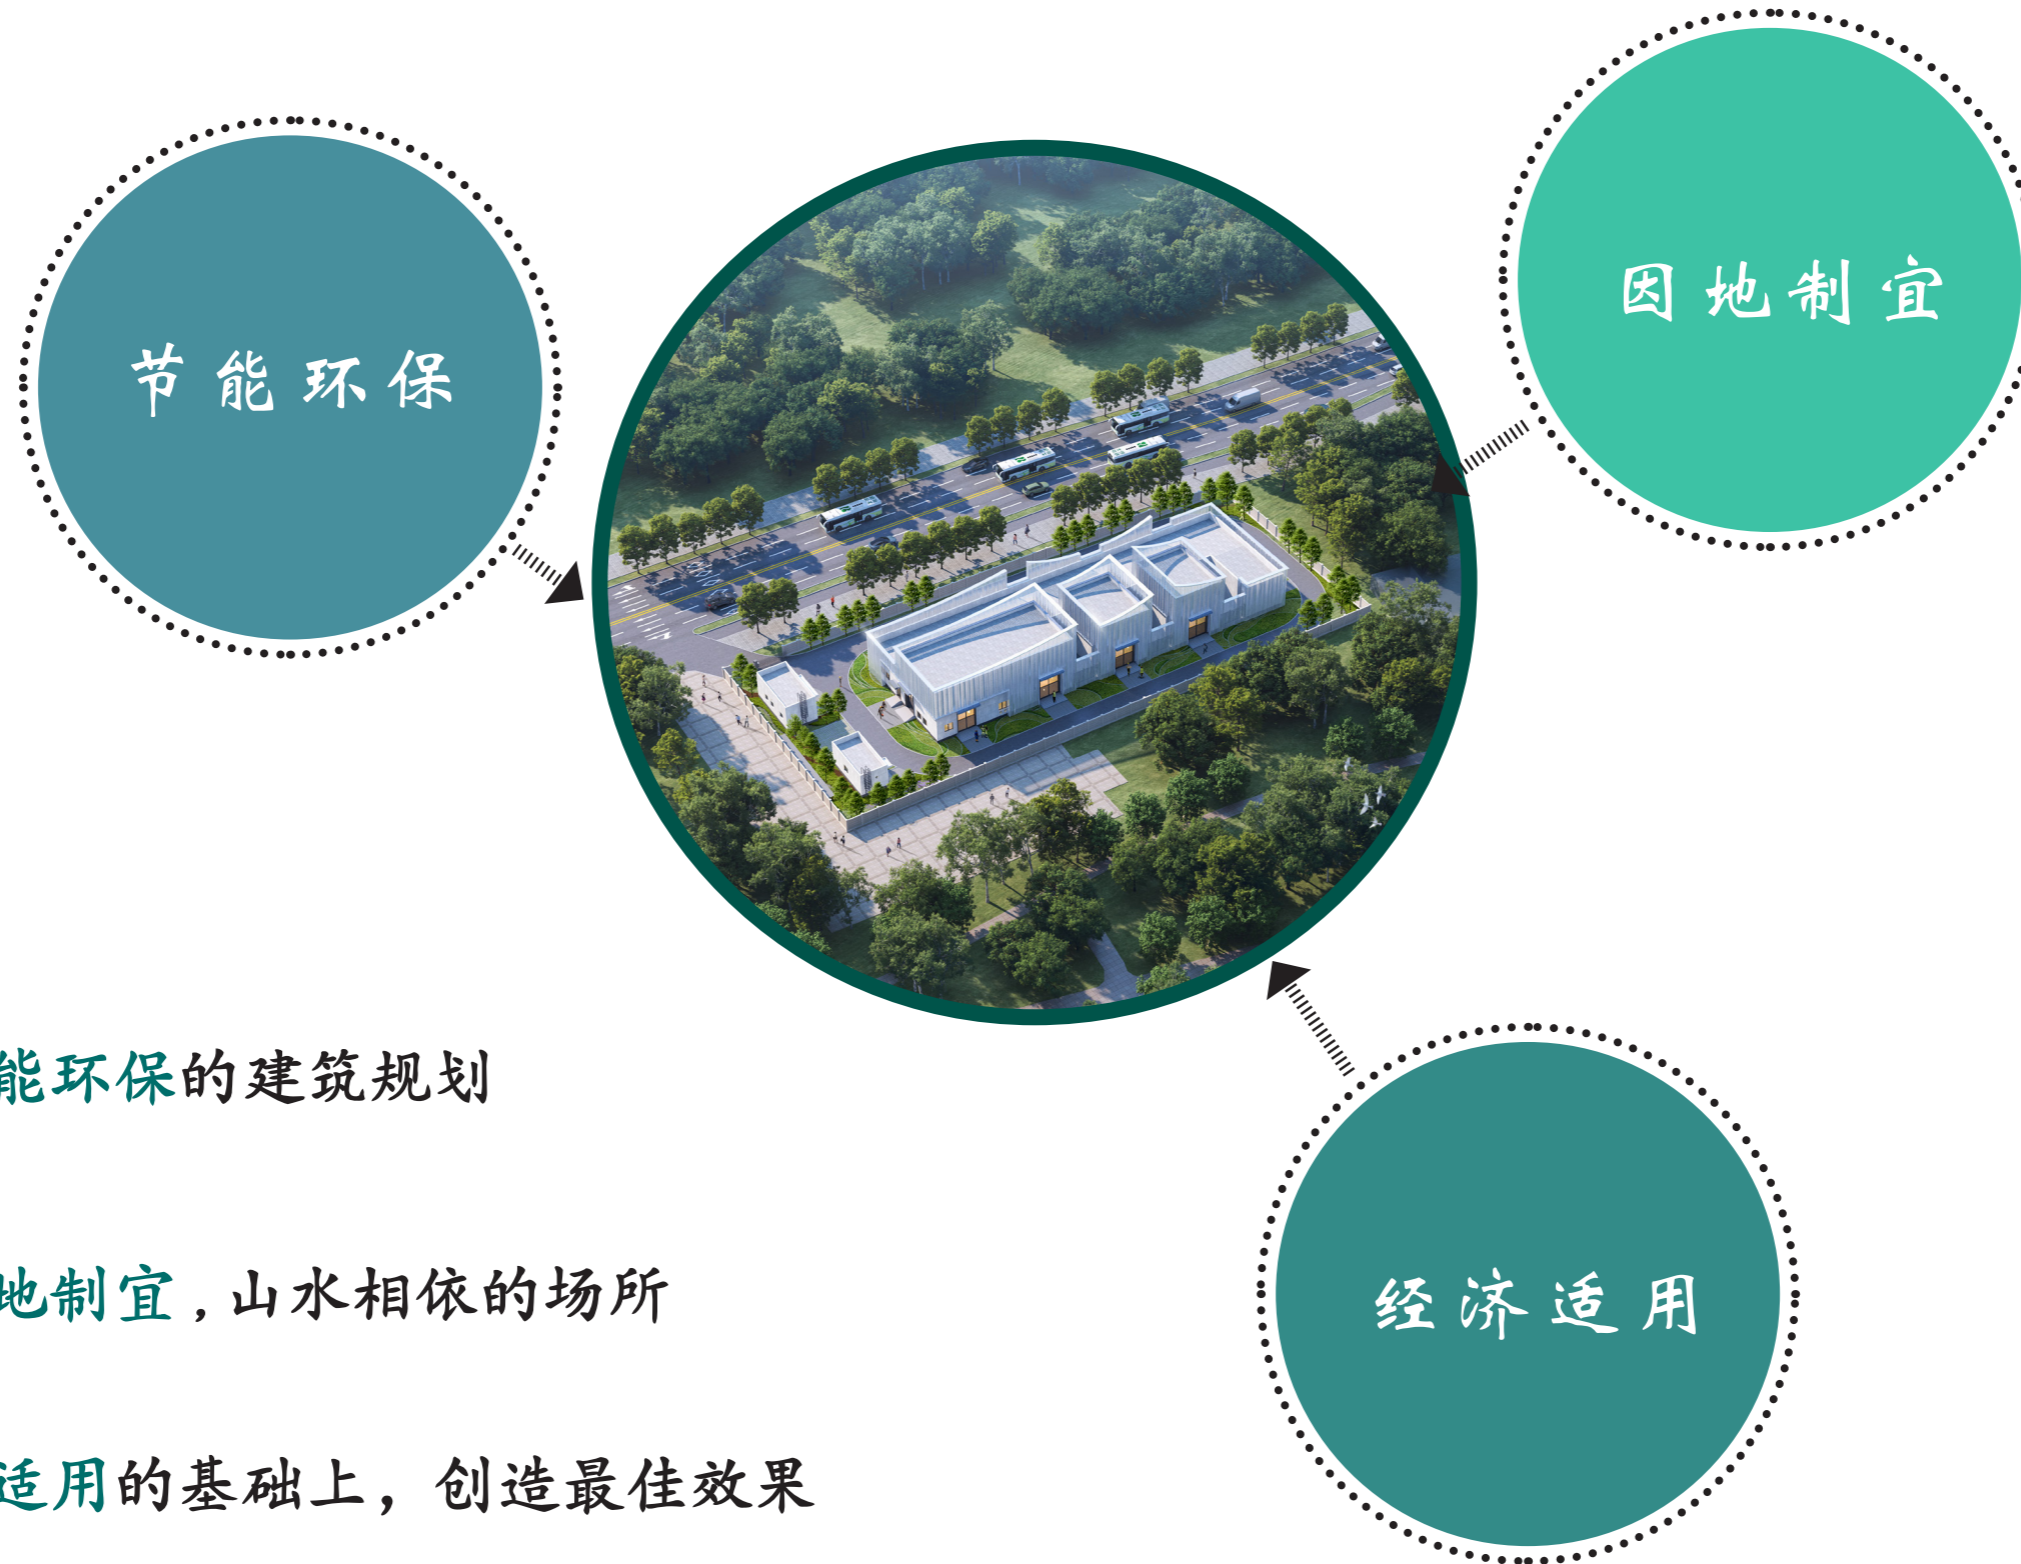 因地制宜
节能环保
能环保的建筑规划
地制宜,山水相依的场所
经济适用
适用的基础上，创造最佳效果